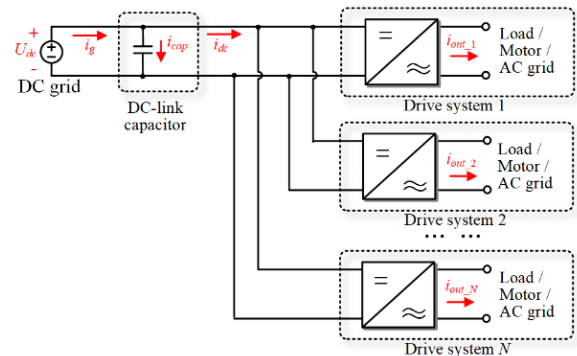 +
U_dc
-
DC grid
i_g
i_cap
i_dc
DC-link
capacitor
=
≈
i_out_1
Load /
Motor /
AC grid
Drive system 1
=
≈
i_out_2
Load /
Motor /
AC grid
Drive system 2
... ...
=
≈
i_out_N
Load /
Motor /
AC grid
Drive system N